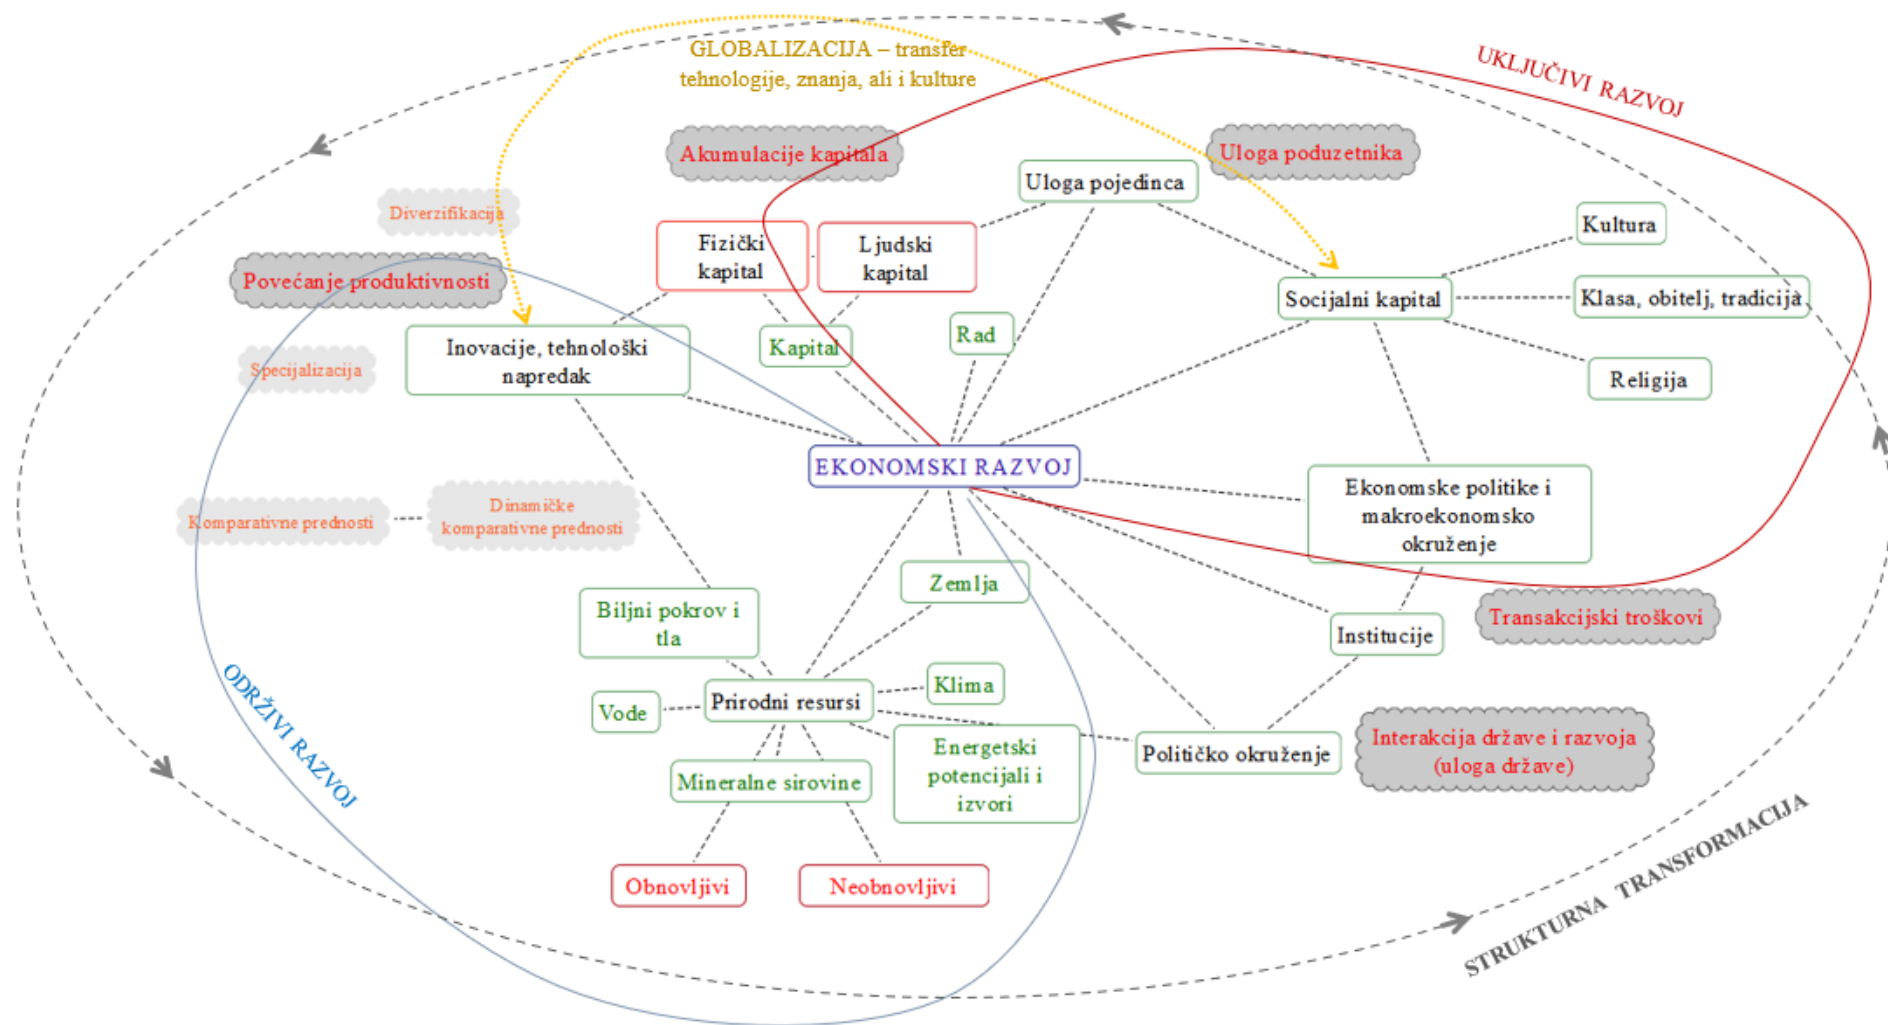 GLOBALIZACIJA – transfer
tehnologije, znanja, ali i kulture
UKLJUČIVI RAZVOJ
Akumulacije kapitala
Uloga poduzetnika
Uloga pojedinca
Diverzifikacija
Kultura
Fizički
kapital
Ljudski
kapital
Povećanje produktivnosti
Socijalni kapital
Klasa, obitelj, tradicija
Rad
Kapital
Inovacije, tehnološki
napredak
Specijalizacija
Religija
EKONOMSKI RAZVOJ
Ekonomske politike i
makroekonomsko
okruženje
Komparativne prednosti
Dinamičke
komparativne prednosti
Zemlja
Biljni pokrov i
tla
Transakcijski troškovi
Institucije
Klima
Prirodni resursi
Vode
ODRŽIVI RAZVOJ
Energetski
potencijali i
izvori
Političko okruženje
Interakcija države i razvoja
(uloga države)
Mineralne sirovine
Obnovljivi
Neobnovljivi
STRUKTURNA TRANSFORMACIJA